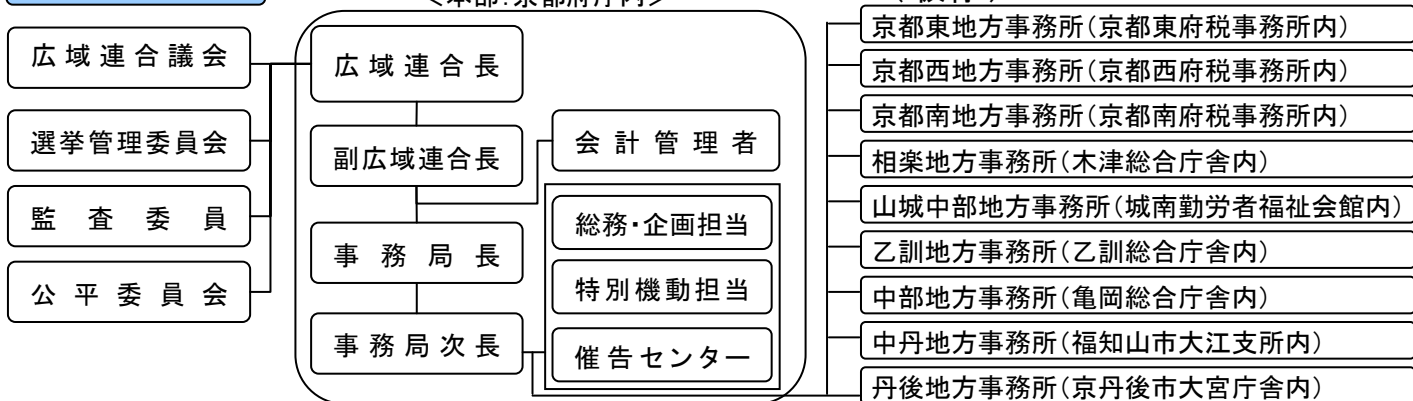 <本部:京都府庁内>
広域連合議会
選挙管理委員会
監査委員
公平委員会
広域連合長
副広域連合長
事務局長
事務局次長
会計管理者
総務・企画担当
特別機動担当
催告センター
京都東地方事務所(京都東府税事務所内)
京都西地方事務所(京都西府税事務所内)
京都南地方事務所(京都南府税事務所内)
相楽地方事務所(木津総合庁舎内)
山城中部地方事務所(城南勤労者福祉会館内)
乙訓地方事務所(乙訓総合庁舎内)
中部地方事務所(亀岡総合庁舎内)
中丹地方事務所(福知山市大江支所内)
丹後地方事務所(京丹後市大宮庁舎内)